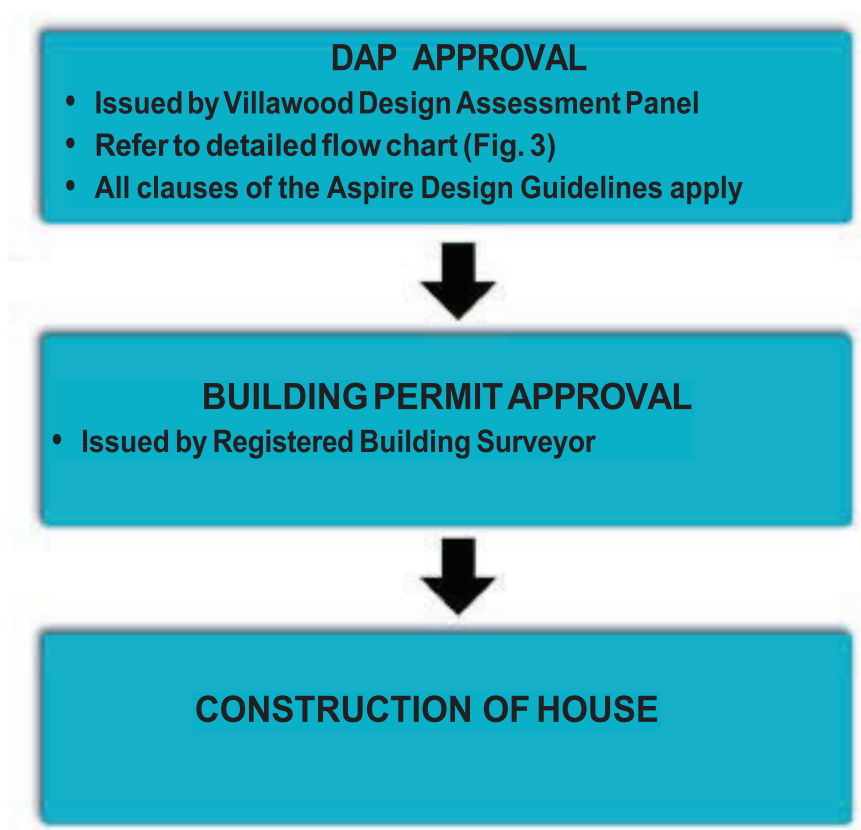 DAP APPROVAL
• Issued by Villawood Design Assessment Panel
• Refer to detailed flow chart (Fig. 3)
• All clauses of the Aspire Design Guidelines apply
BUILDING PERMIT APPROVAL
• Issued by Registered Building Surveyor
CONSTRUCTION OF HOUSE